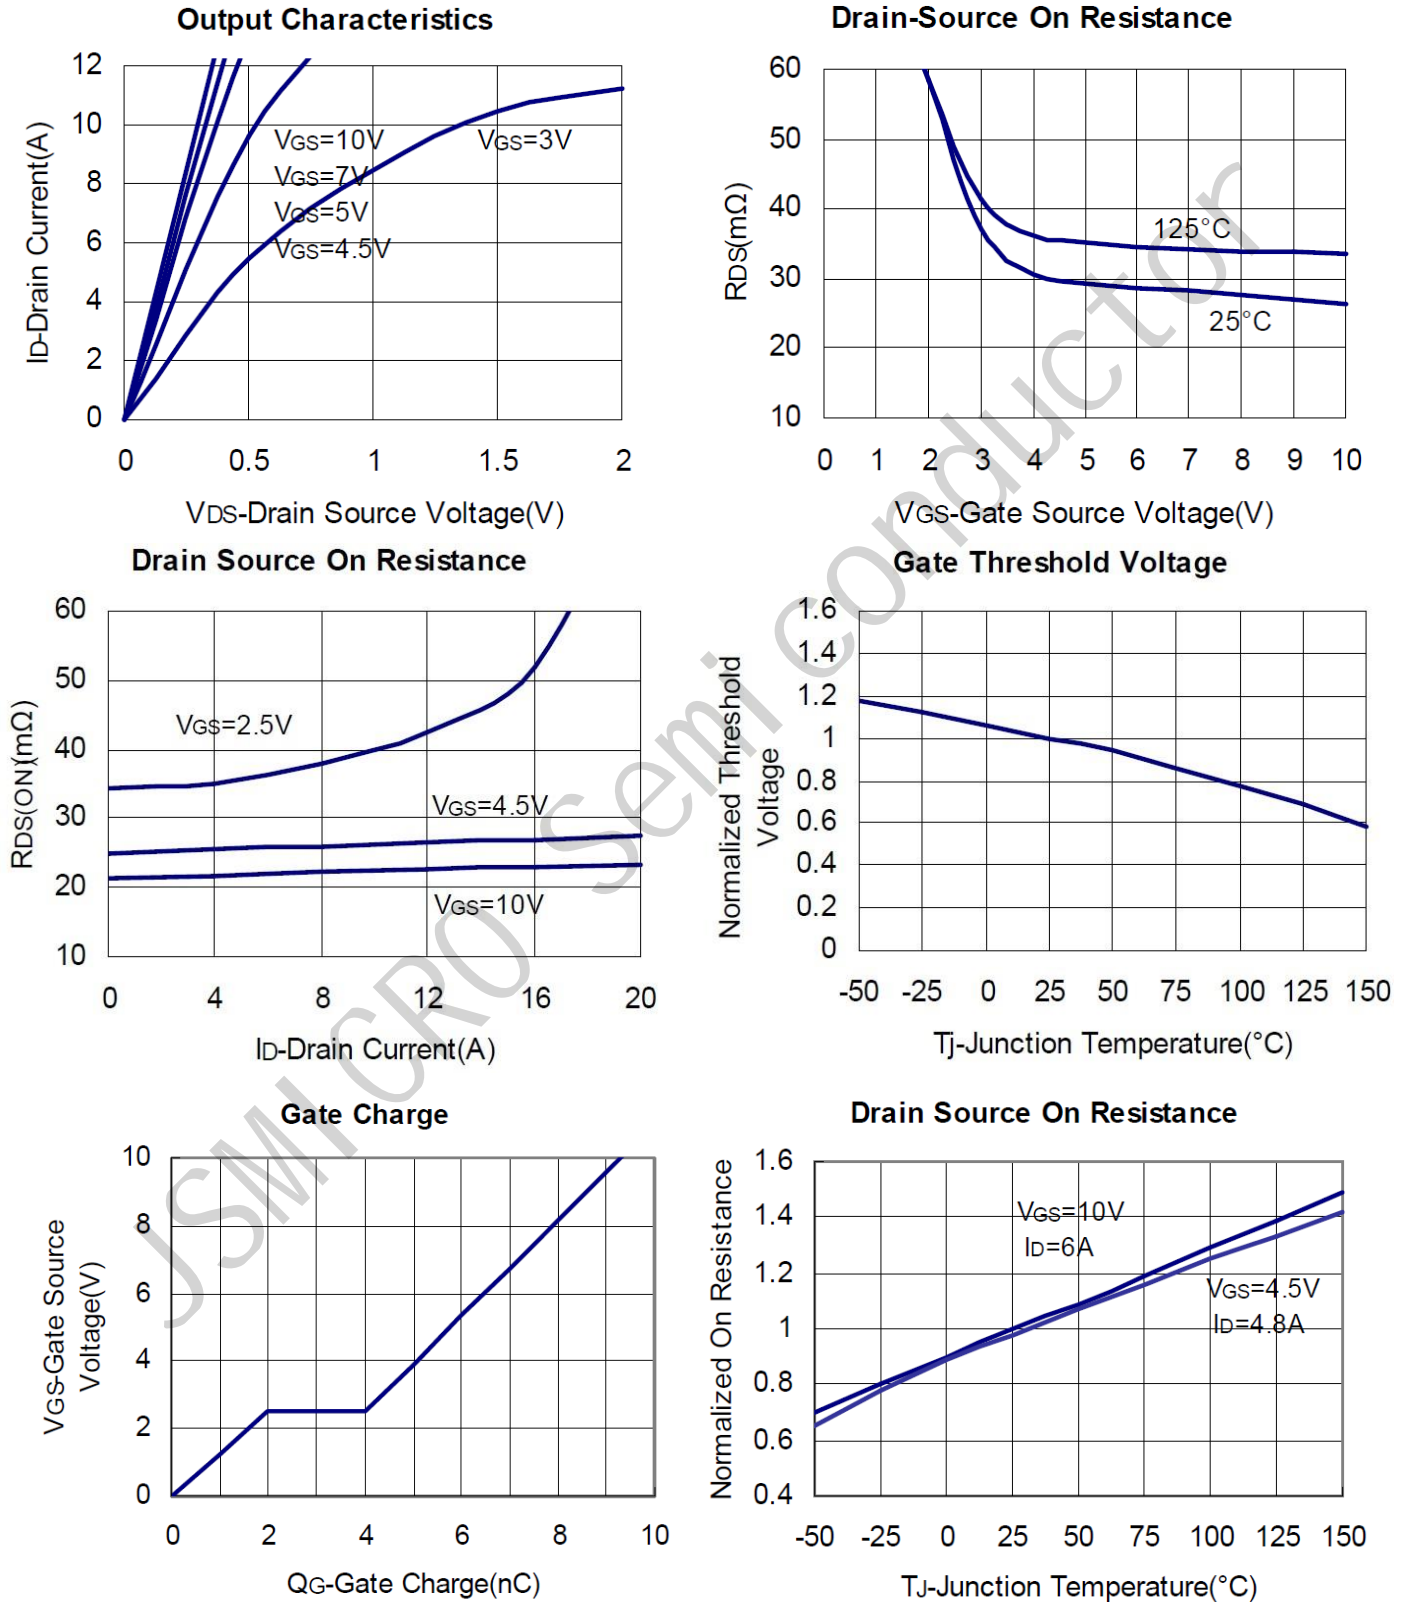 Output Characteristics
12
10
8
6
4
2
0
ID-Drain Current(A)
VGS=10V
VGS=7V
VGS=5V
VGS=4.5V
VGS=3V
0 0.5 1 1.5 2
VDS-Drain Source Voltage(V)
Drain-Source On Resistance
60
50
40
30
20
10
RDS(mΩ)
125°C
25°C
0 1 2 3 4 5 6 7 8 9 10
VGS-Gate Source Voltage(V)
Drain Source On Resistance
60
50
40
30
20
10
RDS(ON)(mΩ)
VGS=2.5V
VGS=4.5V
VGS=10V
0 4 8 12 16 20
ID-Drain Current(A)
Gate Threshold Voltage
1.6
1.4
1.2
1
0.8
0.6
0.4
0.2
0
Normalized Threshold
Voltage
-50 -25 0 25 50 75 100 125 150
Tj-Junction Temperature(°C)
Gate Charge
10
8
6
4
2
0
VGS-Gate Source
Voltage(V)
0 2 4 6 8 10
QG-Gate Charge(nC)
Drain Source On Resistance
1.6
1.4
1.2
1
0.8
0.6
0.4
Normalized On Resistance
VGS=10V
ID=6A
VGS=4.5V
ID=4.8A
-50 -25 0 25 50 75 100 125 150
TJ-Junction Temperature(°C)
JSMICRO Semiconductor